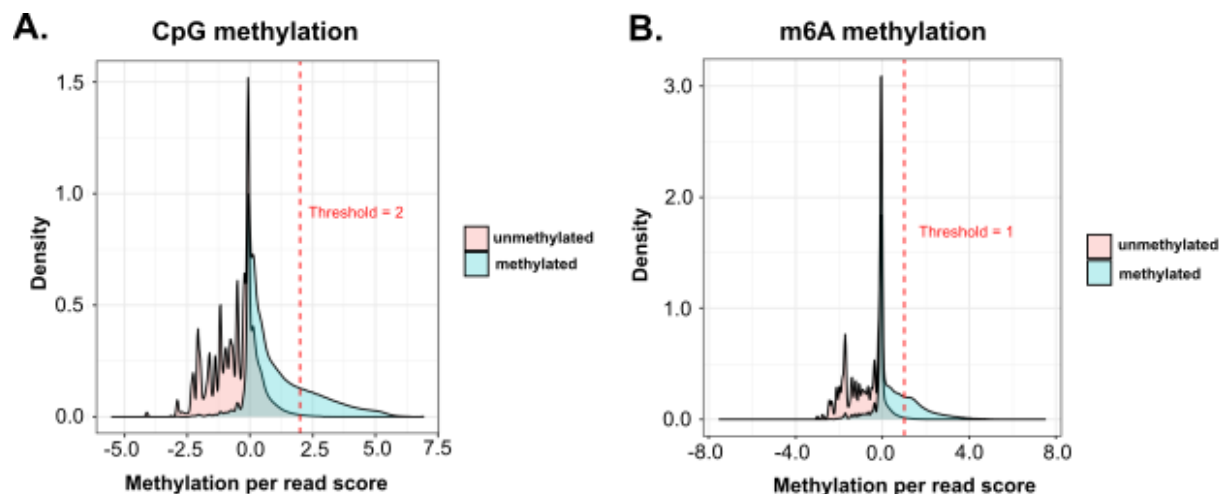 A.
CpG methylation
1.5
1.0
0.5
0.0
Density
Threshold = 2
-5.0 -2.5 0.0 2.5 5.0 7.5
Methylation per read score
unmethylated
methylated
B.
m6A methylation
3.0
2.0
1.0
0.0
Density
Threshold = 1
-8.0 -4.0 0.0 4.0 8.0
Methylation per read score
unmethylated
methylated